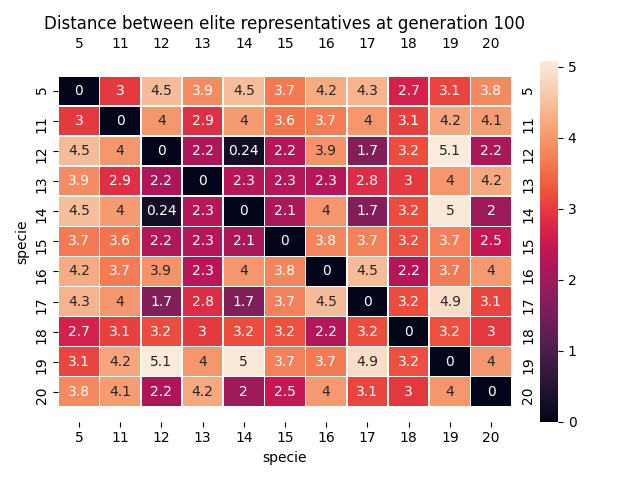 Distance between elite representatives at generation 100
5 11 12 13 14 15 16 17 18 19 20
5 0 3 4.5 3.9 4.5 3.7 4.2 4.3 2.7 3.1 3.8 5
11 3 0 4 2.9 4 3.6 3.7 4 3.1 4.2 4.1 11
12 4.5 4 0 2.2 0.24 2.2 3.9 1.7 3.2 5.1 2.2 12
13 3.9 2.9 2.2 0 2.3 2.3 2.3 2.8 3 4 4.2 13
14 4.5 4 0.24 2.3 0 2.1 4 1.7 3.2 5 2 14
15 3.7 3.6 2.2 2.3 2.1 0 3.8 3.7 3.2 3.7 2.5 15
16 4.2 3.7 3.9 2.3 4 3.8 0 4.5 2.2 3.7 4 16
17 4.3 4 1.7 2.8 1.7 3.7 4.5 0 3.2 4.9 3.1 17
18 2.7 3.1 3.2 3 3.2 3.2 2.2 3.2 0 3.2 3 18
19 3.1 4.2 5.1 4 5 3.7 3.7 4.9 3.2 0 4 19
20 3.8 4.1 2.2 4.2 2 2.5 4 3.1 3 4 0 20
5 11 12 13 14 15 16 17 18 19 20
specie
specie
5
4
3
2
1
0